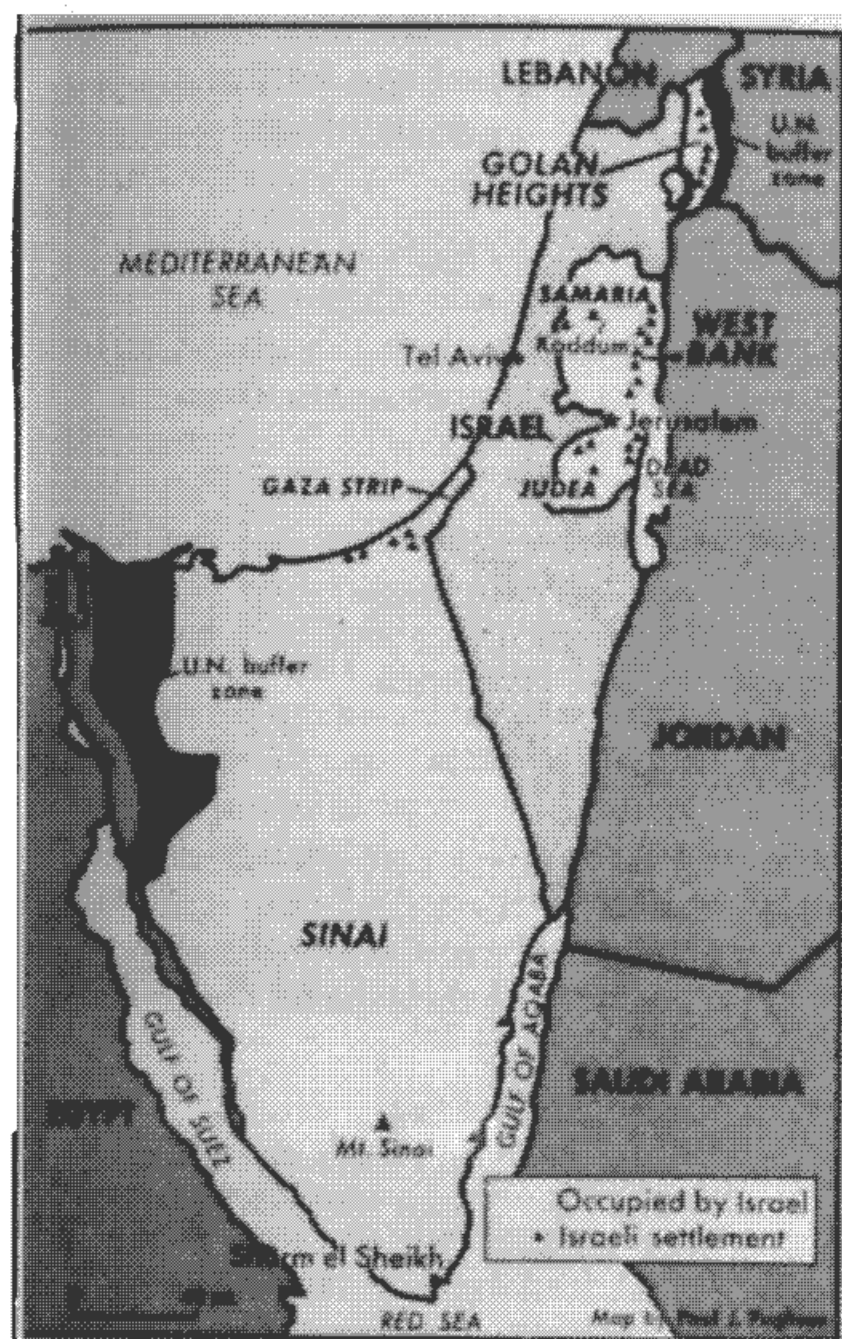 LEBANON
SYRIA
U.N.
buffer
zone
GOLAN
HEIGHTS
MEDITERRANEAN
SEA
SAMARIA
WEST
BANK
Tel Aviv
Kaddum
ISRAEL
Jerusalem
GAZA STRIP
JUDEA
DEAD
SEA
U.N. buffer
zone
JORDAN
SINAI
GULF OF AQABA
GULF OF SUEZ
EGYPT
SAUDI ARABIA
Mt. Sinai
Occupied by Israel
Israeli settlement
Sharm el Sheikh
RED SEA
Map by Paul J.